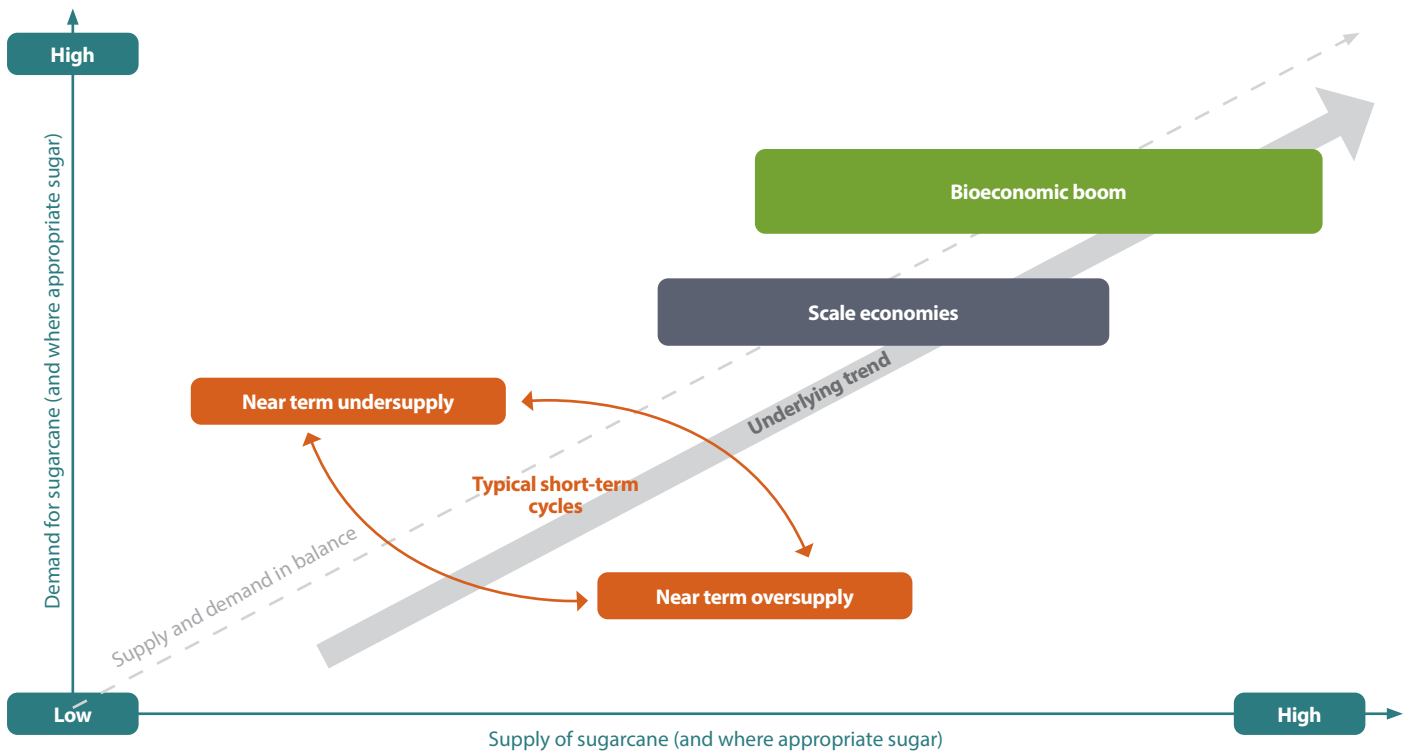 High
Demand for sugarcane (and where appropriate sugar)
Bioeconomic boom
Scale economies
Underlying trend
Near term undersupply
Typical short-term
cycles
Supply and demand in balance
Near term oversupply
Low
High
Supply of sugarcane (and where appropriate sugar)